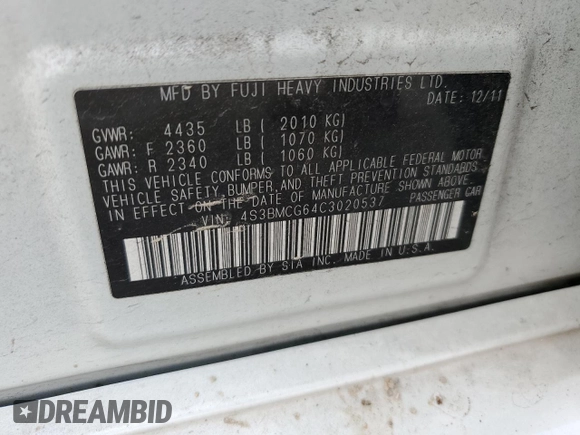 MFD BY FUJI HEAVY INDUSTRIES LTD.
DATE: 12/11
GVWR: 4435 LB ( 2010 KG)
GAWR: F 2360 LB ( 1070 KG)
GAWR: R 2340 LB ( 1060 KG)
THIS VEHICLE CONFORMS TO ALL APPLICABLE FEDERAL MOTOR
VEHICLE SAFETY, BUMPER, AND THEFT PREVENTION STANDARDS
IN EFFECT ON THE DATE OF MANUFACTURE SHOWN ABOVE.
VIN: 4S3BMCG64C3020537 PASSENGER CAR
ASSEMBLED BY SIA INC. MADE IN U.S.A.
DREAMBID